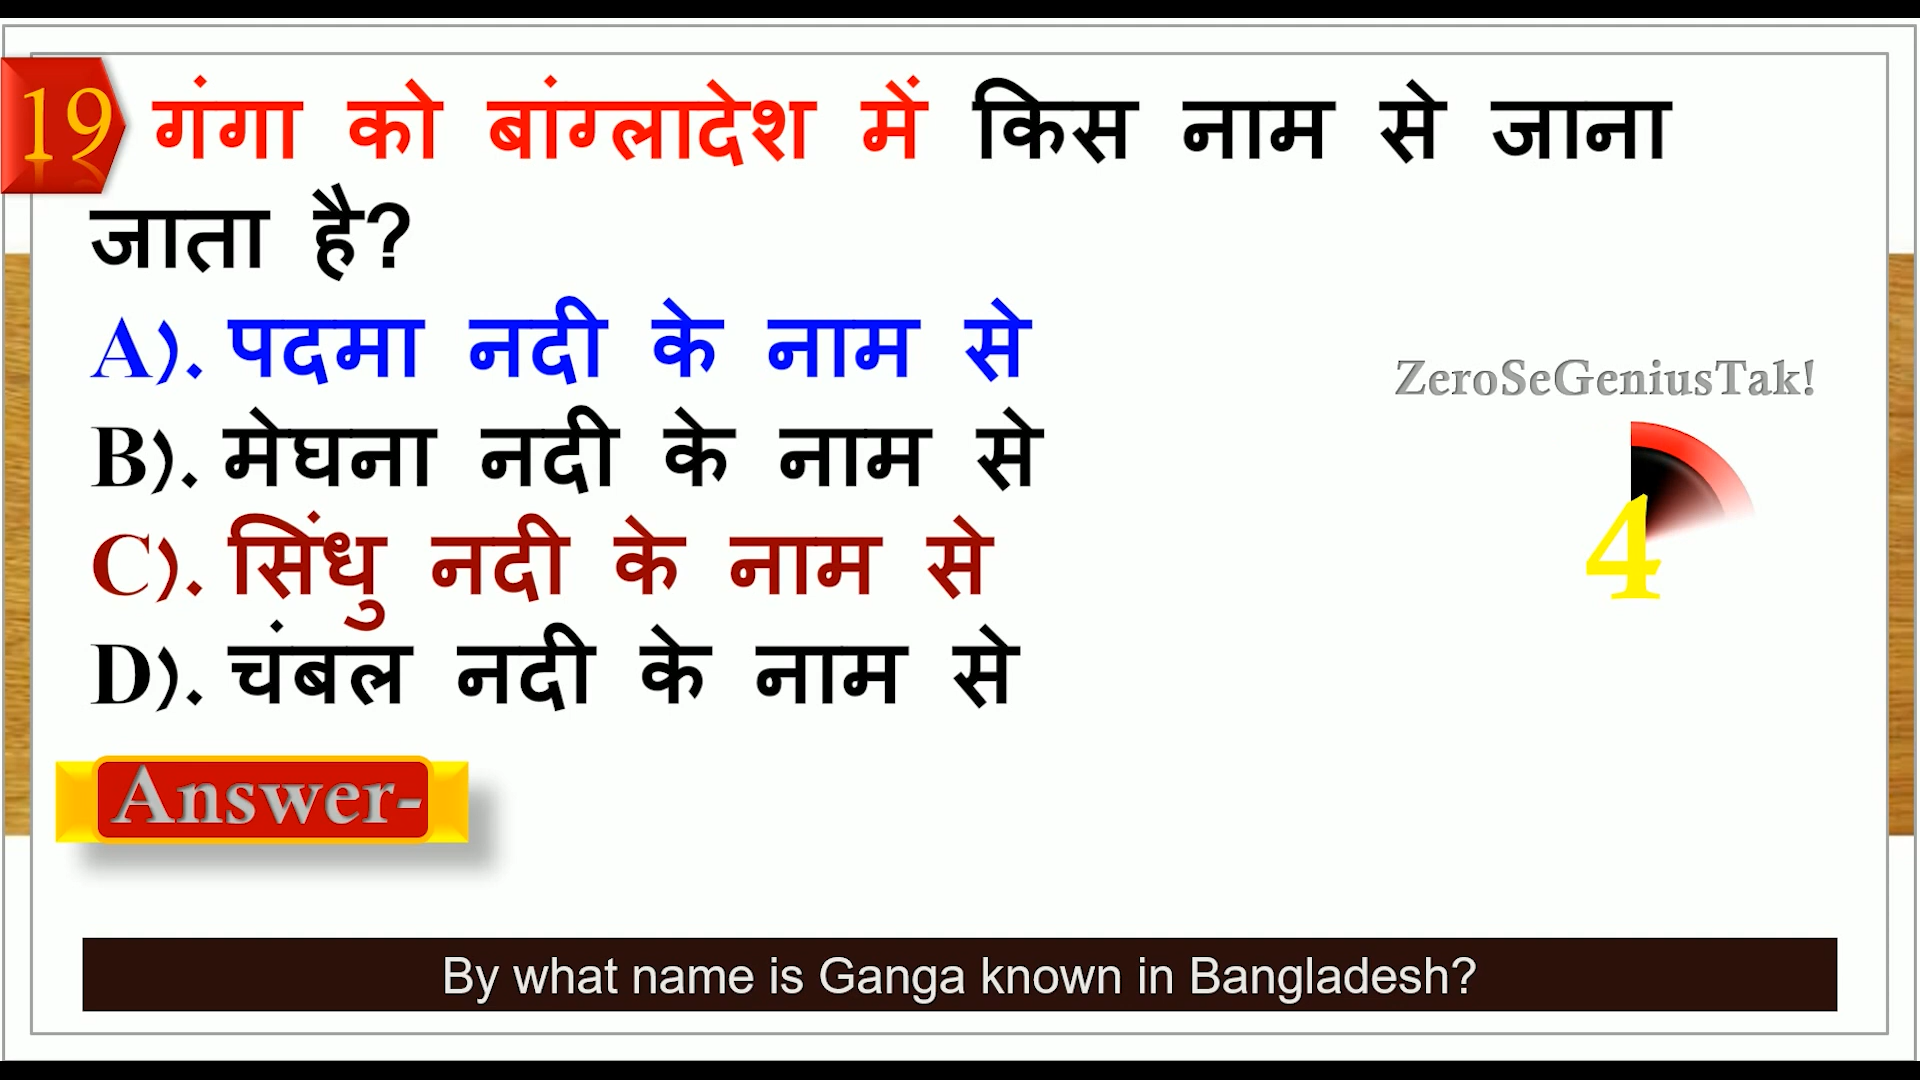 19 गंगा को बांग्लादेश में किस नाम से जाना
जाता है?
A). पदमा नदी के नाम से
B). मेघना नदी के नाम से
C). सिंधु नदी के नाम से
D). चंबल नदी के नाम से
ZeroSeGeniusTak!
4
Answer-
By what name is Ganga known in Bangladesh?